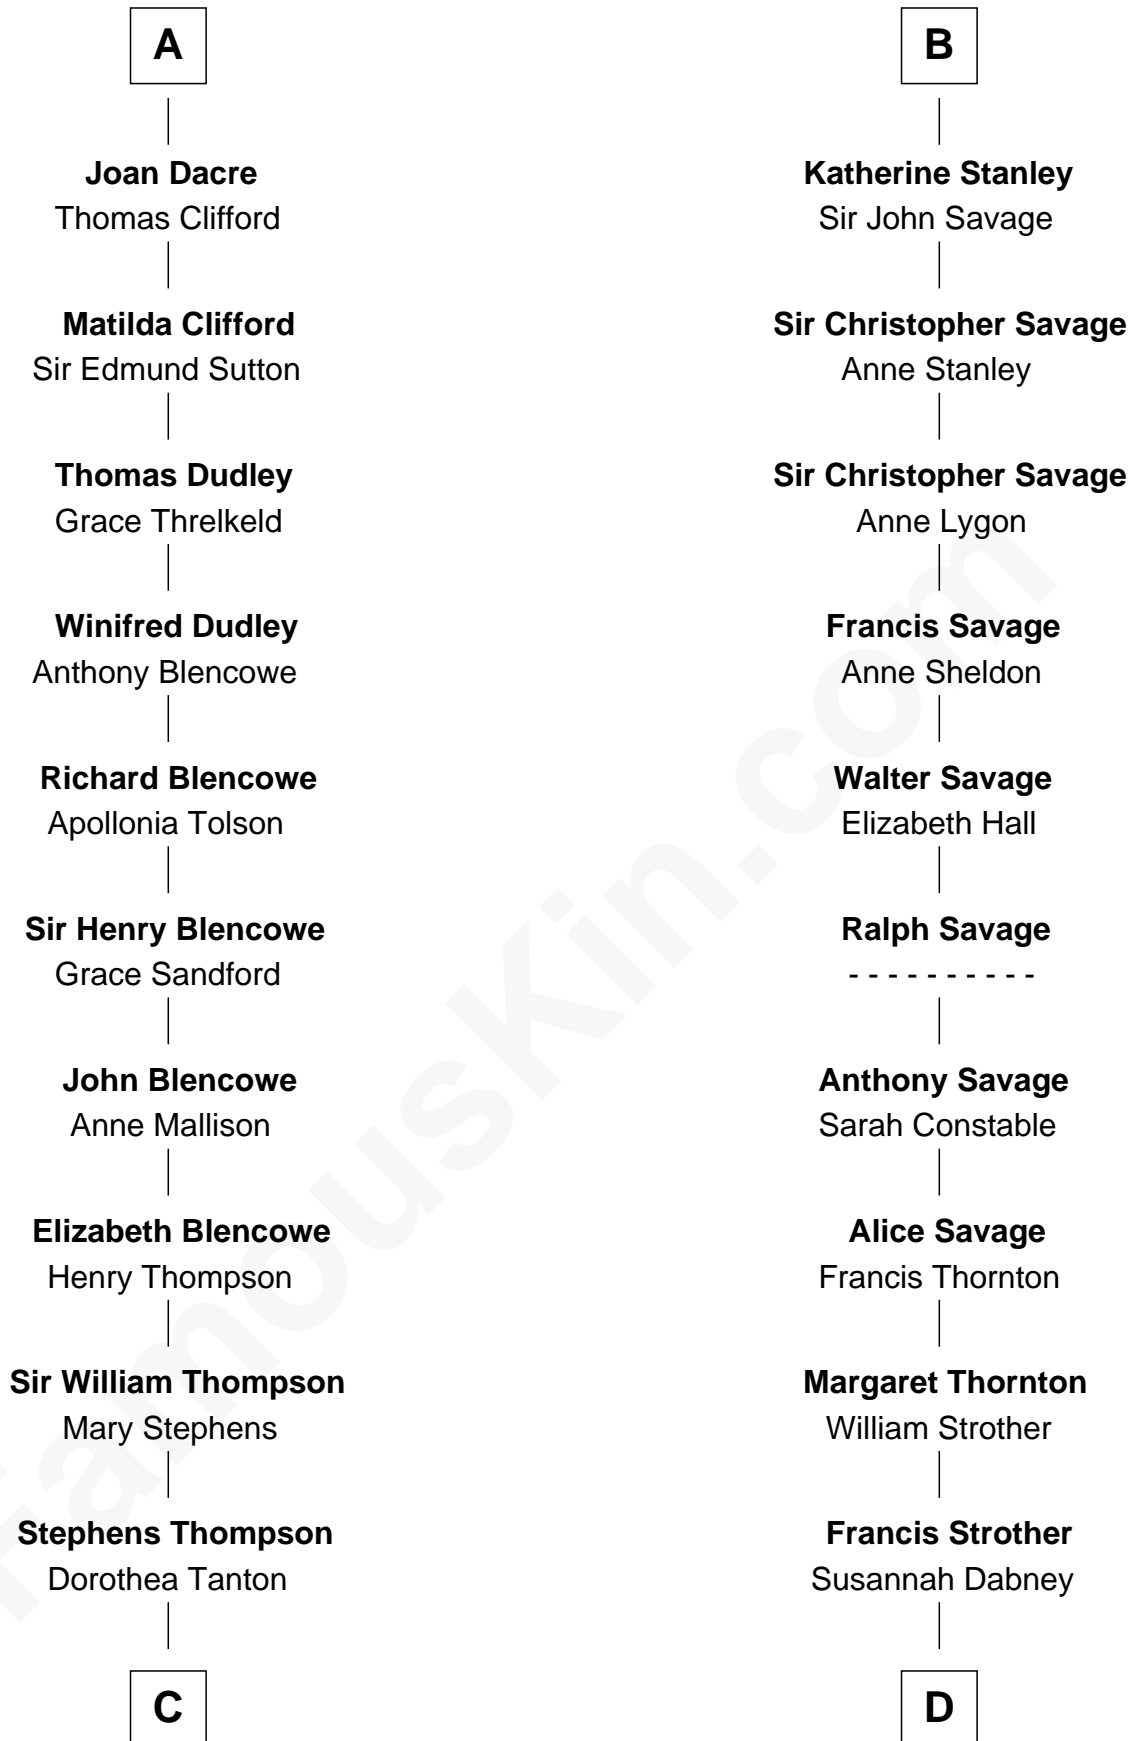 A
Joan Dacre
Thomas Clifford
Matilda Clifford
Sir Edmund Sutton
Thomas Dudley
Grace Threlkeld
Winifred Dudley
Anthony Blencowe
Richard Blencowe
Apollonia Tolson
Sir Henry Blencowe
Grace Sandford
John Blencowe
Anne Mallison
Elizabeth Blencowe
Henry Thompson
Sir William Thompson
Mary Stephens
Stephens Thompson
Dorothea Tanton
C
B
Katherine Stanley
Sir John Savage
Sir Christopher Savage
Anne Stanley
Sir Christopher Savage
Anne Lygon
Francis Savage
Anne Sheldon
Walter Savage
Elizabeth Hall
Ralph Savage
- - - - - - - - - -
Anthony Savage
Sarah Constable
Alice Savage
Francis Thornton
Margaret Thornton
William Strother
Francis Strother
Susannah Dabney
D
FamousKin.com